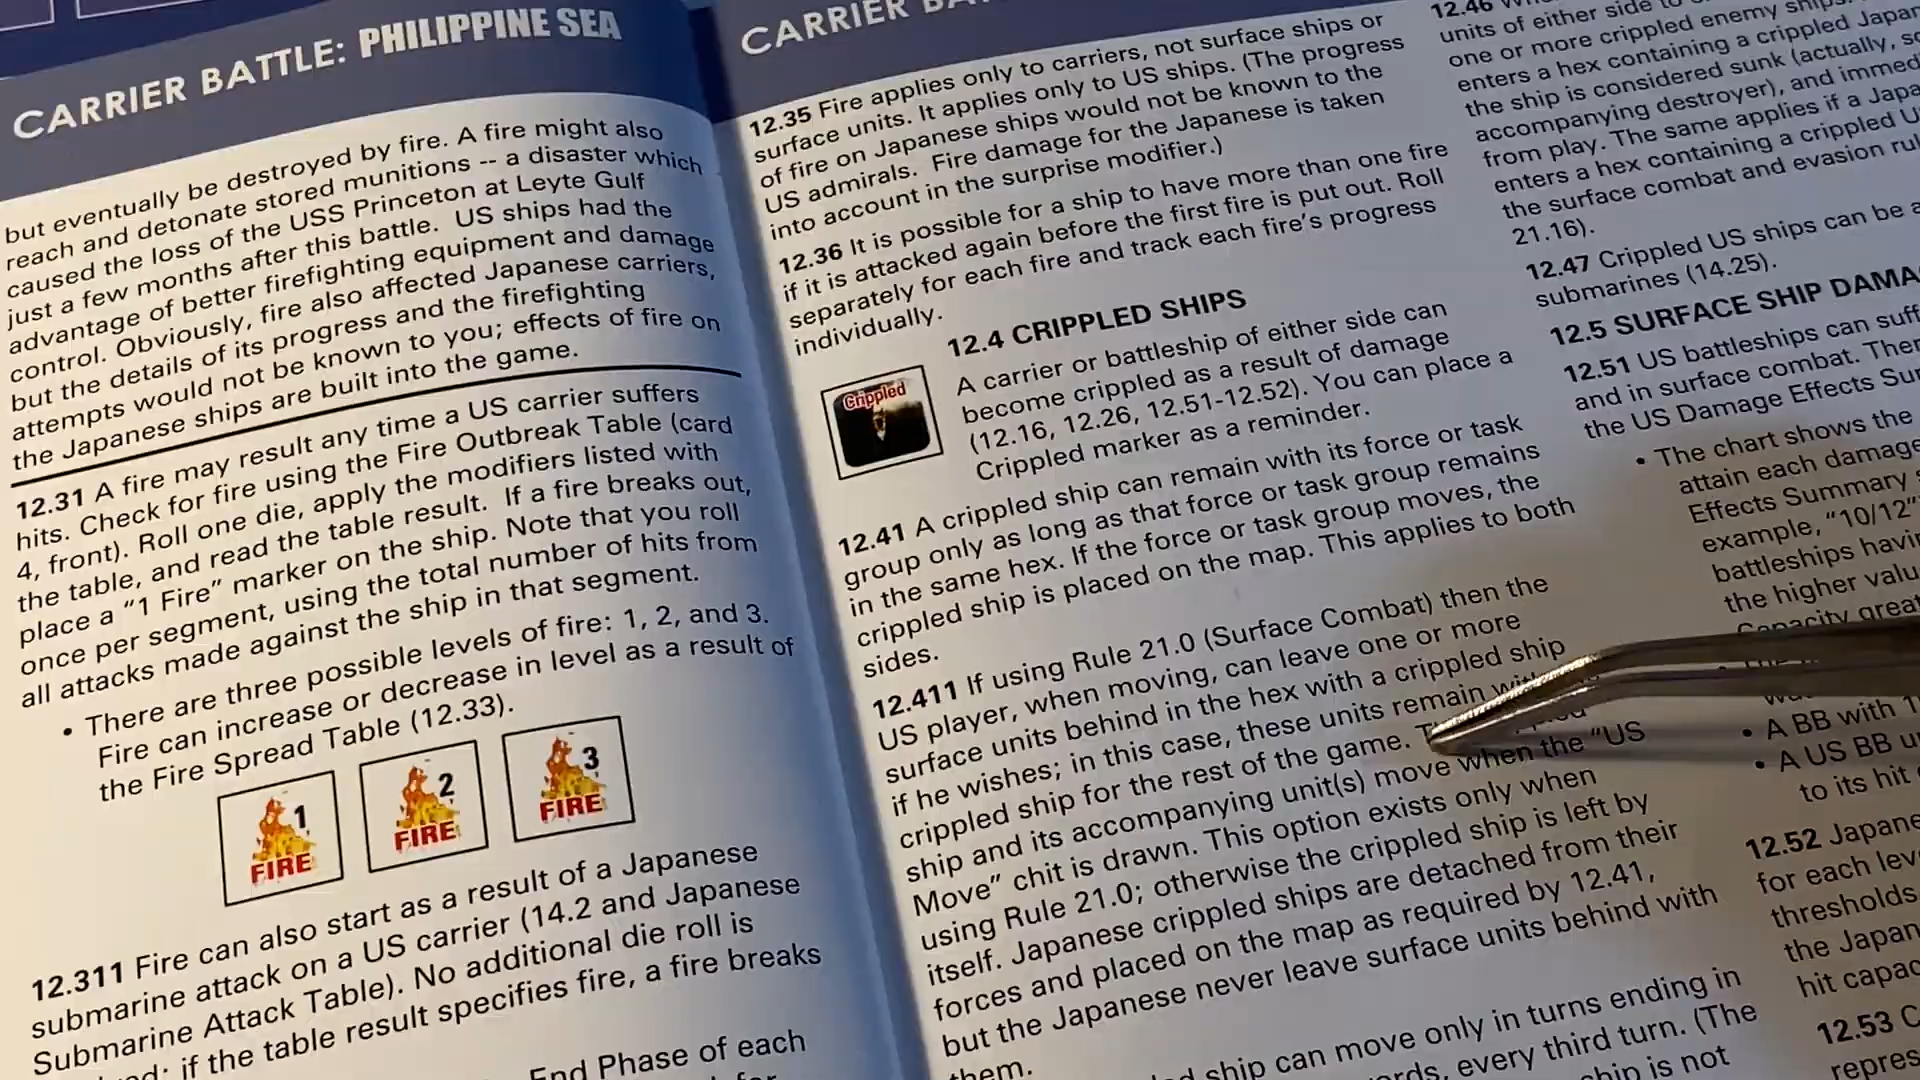 CARRIER BATTLE: PHILIPPINE SEA
but eventually be destroyed by fire. A fire might also
reach and detonate stored munitions -- a disaster which
caused the loss of the USS Princeton at Leyte Gulf
just a few months after this battle. US ships had the
advantage of better firefighting equipment and damage
control. Obviously, fire also affected Japanese carriers,
but the details of its progress and the firefighting
attempts would not be known to you; effects of fire on
the Japanese ships are built into the game.
12.31 A fire may result any time a US carrier suffers
hits. Check for fire using the Fire Outbreak Table (card
4, front). Roll one die, apply the modifiers listed with
the table, and read the table result. If a fire breaks out,
place a "1 Fire" marker on the ship. Note that you roll
once per segment, using the total number of hits from
all attacks made against the ship in that segment.
• There are three possible levels of fire: 1, 2, and 3.
Fire can increase or decrease in level as a result of
the Fire Spread Table (12.33).
1
FIRE
2
FIRE
3
FIRE
12.311 Fire can also start as a result of a Japanese
submarine attack on a US carrier (14.2 and Japanese
Submarine Attack Table). No additional die roll is
if the table result specifies fire, a fire breaks
End Phase of each
CARRIER
12.35 Fire applies only to carriers, not surface ships or
surface units. It applies only to US ships. (The progress
of fire on Japanese ships would not be known to the
US admirals. Fire damage for the Japanese is taken
into account in the surprise modifier.)
12.36 It is possible for a ship to have more than one fire
if it is attacked again before the first fire is put out. Roll
separately for each fire and track each fire's progress
individually.
12.4 CRIPPLED SHIPS
Crippled
A carrier or battleship of either side can
become crippled as a result of damage
(12.16, 12.26, 12.51-12.52). You can place a
Crippled marker as a reminder.
12.41 A crippled ship can remain with its force or task
group only as long as that force or task group remains
in the same hex. If the force or task group moves, the
crippled ship is placed on the map. This applies to both
sides.
12.411 If using Rule 21.0 (Surface Combat) then the
US player, when moving, can leave one or more
surface units behind in the hex with a crippled ship
if he wishes; in this case, these units remain
crippled ship for the rest of the game.
ship and its accompanying unit(s) move when the "US
Move" chit is drawn. This option exists only when
using Rule 21.0; otherwise the crippled ship is left by
itself. Japanese crippled ships are detached from their
forces and placed on the map as required by 12.41,
but the Japanese never leave surface units behind with
them.
ship can move only in turns ending in
every third turn. (The
ship is not
12.46
units of either side to
one or more crippled enemy ships.
enters a hex containing a crippled
the ship is considered sunk (actually,
accompanying destroyer), and
from play. The same applies if a
enters a hex containing a crippled
the surface combat and evasion
21.16).
12.47 Crippled US ships can be
submarines (14.25).
12.5 SURFACE SHIP
12.51 US battleships can
and in surface combat.
the US Damage Effects
• The chart shows the
attain each damage
Effects Summary
example, "10/12"
battleships
the higher
Capacity
• A BB with
• A US BB
to its hit
12.52
for each
thresholds
the
hit
12.53